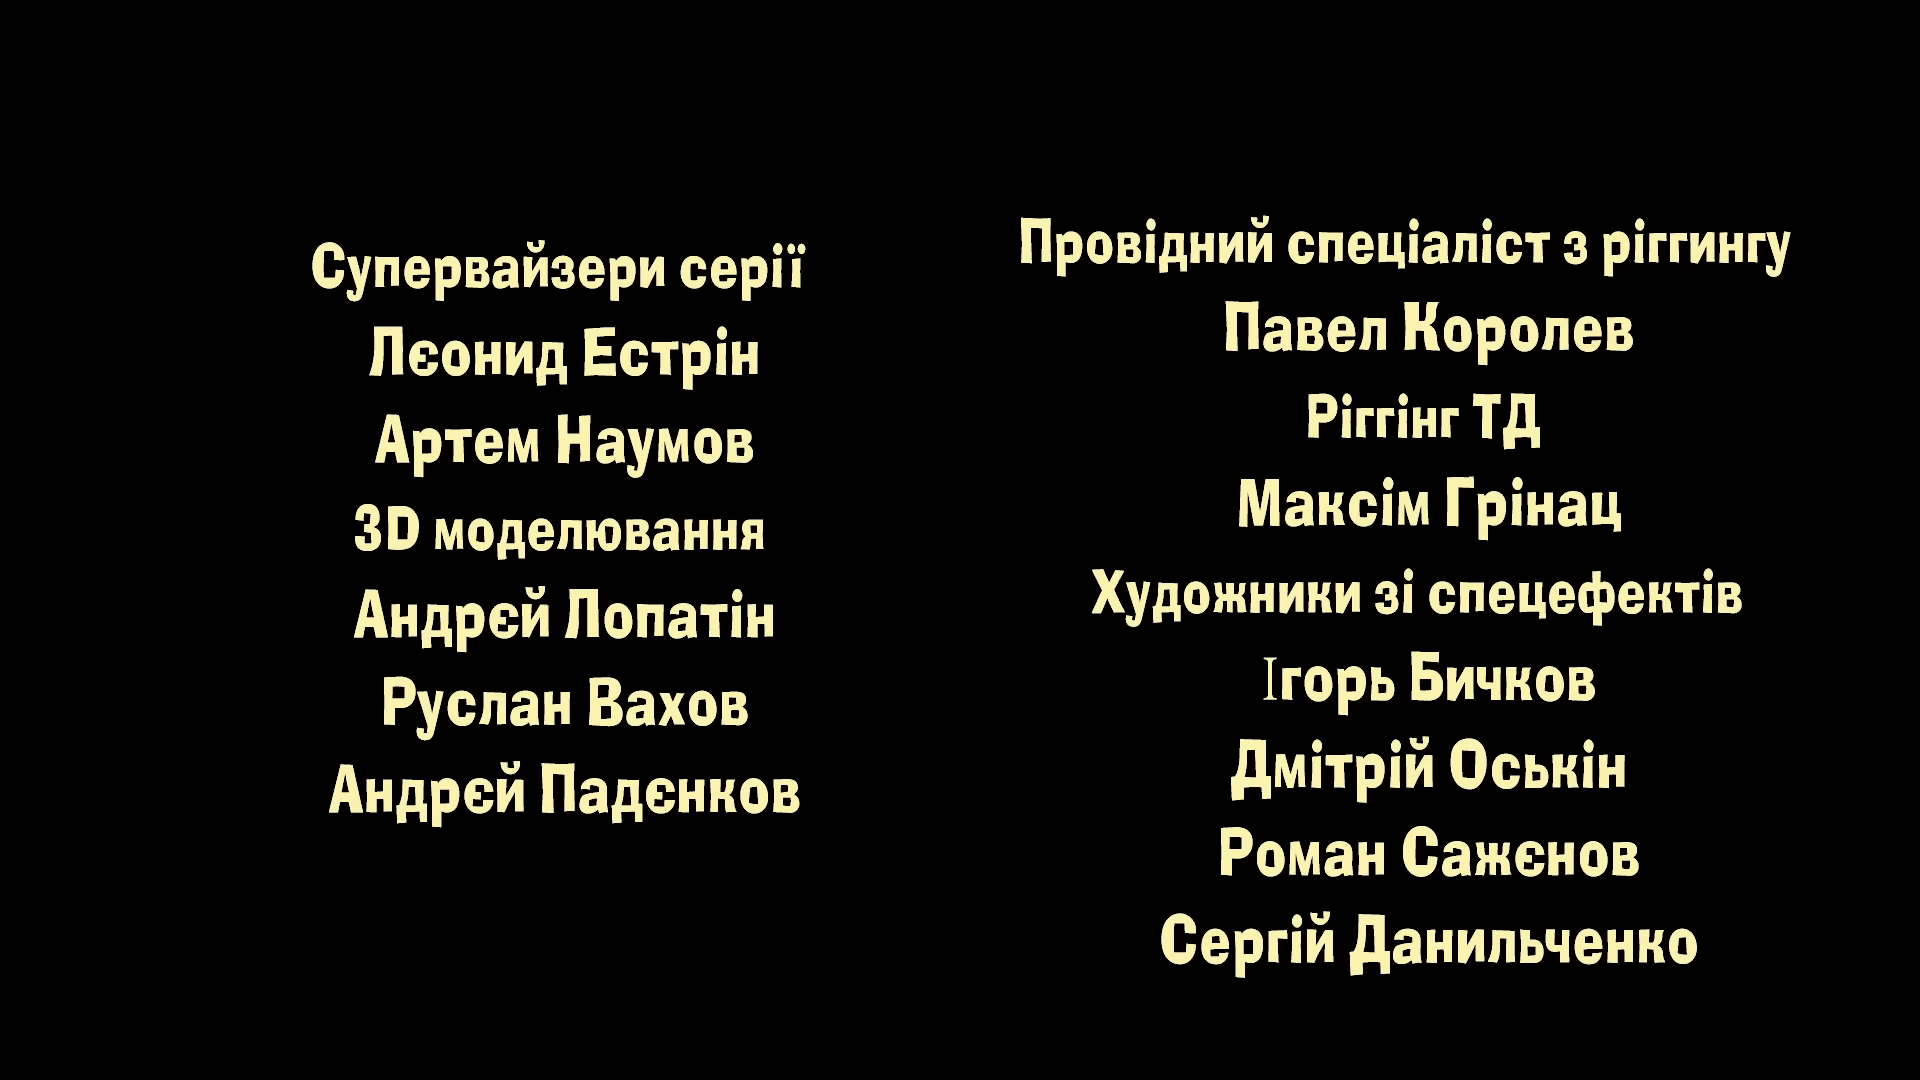 Супервайзери серії
Лєонид Естрін
Артем Наумов
3D моделювання
Андрєй Лопатін
Руслан Вахов
Андрєй Падєнков
Провідний спеціаліст з ріггингу
Павел Королев
Ріггінг ТД
Максім Грінац
Художники зі спецефектів
Ігорь Бичков
Дмітрій Оськін
Роман Сажєнов
Сергій Данильченко